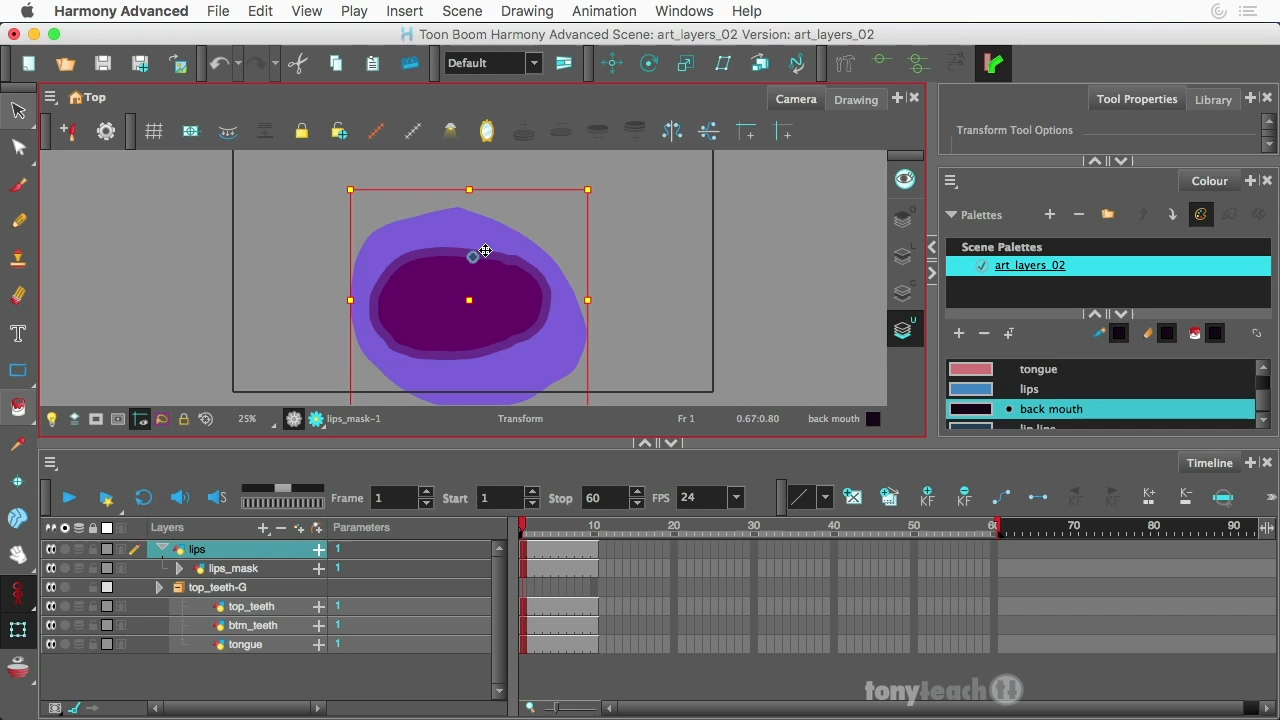 Harmony Advanced File Edit View Play Insert Scene Drawing Animation Windows Help
Toon Boom Harmony Advanced Scene: art_layers_02 Version: art_layers_02
Default
Top
Camera
Drawing
Tool Properties
Library
Transform Tool Options
Colour
Palettes
Scene Palettes
art_layers_02
O
L
C
U
tongue
lips
back mouth
25%
lips_mask-1
Transform
Fr 1
0.67:0.80
back mouth
Timeline
Frame 1 Start 1 Stop 60 FPS 24
KF KF KF KF
Layers
Parameters
10 20 30 40 50 60 70 80 90
lips 1
lips_mask 1
top_teeth-G
top_teeth 1
btm_teeth 1
tongue 1
tonyteach